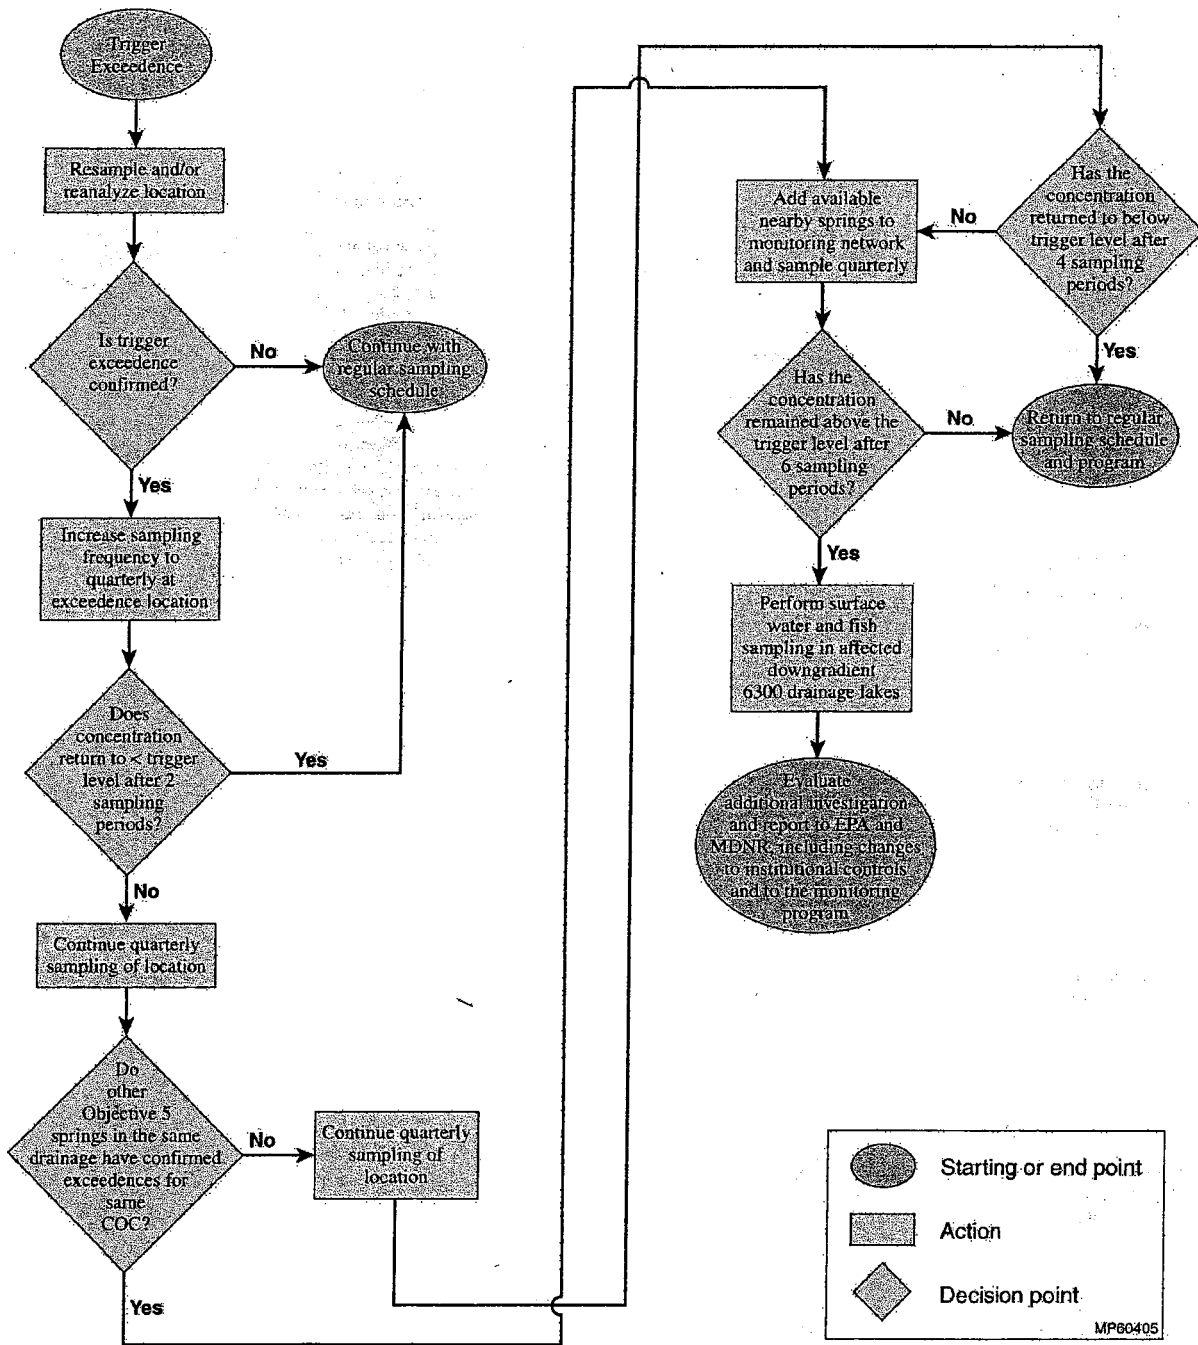 Trigger
Exceedence
Resample and/or
reanalyze location
Is trigger
exceedence
confirmed?
No
Continue with
regular sampling
schedule
Yes
Increase sampling
frequency to
quarterly at
exceedence location
Does
concentration
return to < trigger
level after 2
sampling
periods?
Yes
No
Continue quarterly
sampling of location
Do
other
Objective 5
springs in the same
drainage have confirmed
exceedences for
same
COC?
No
Continue quarterly
sampling of
location
Yes
Add available
nearby springs to
monitoring network
and sample quarterly
No
Has the
concentration
returned to below
trigger level after
4 sampling
periods?
Yes
Has the
concentration
remained above the
trigger level after
6 sampling
periods?
No
Return to regular
sampling schedule
and program
Yes
Perform surface
water and fish
sampling in affected
downgradient
6300 drainage lakes
Evaluate
additional investigation
and report to EPA and
MDNR, including changes
to institutional controls
and to the monitoring
program
Starting or end point
Action
Decision point
MP60405